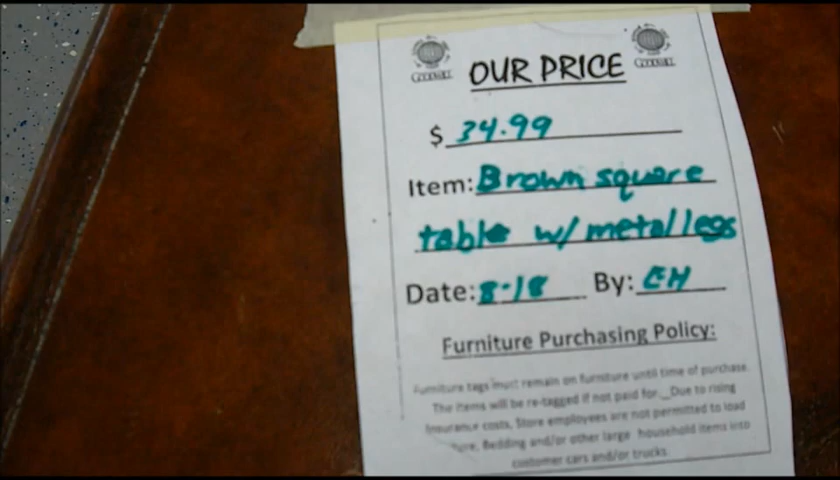 OUR PRICE
$ 34.99
Item: Brown square
table w/ metal legs
Date: 8-18 By: EH
Furniture Purchasing Policy:
Furniture tags must remain on furniture until time of purchase.
The items will be re-tagged if not paid for. Due to rising
Insurance costs, Store employees are not permitted to load
Bedding and/or other large household items into
customer cars and/or trucks.